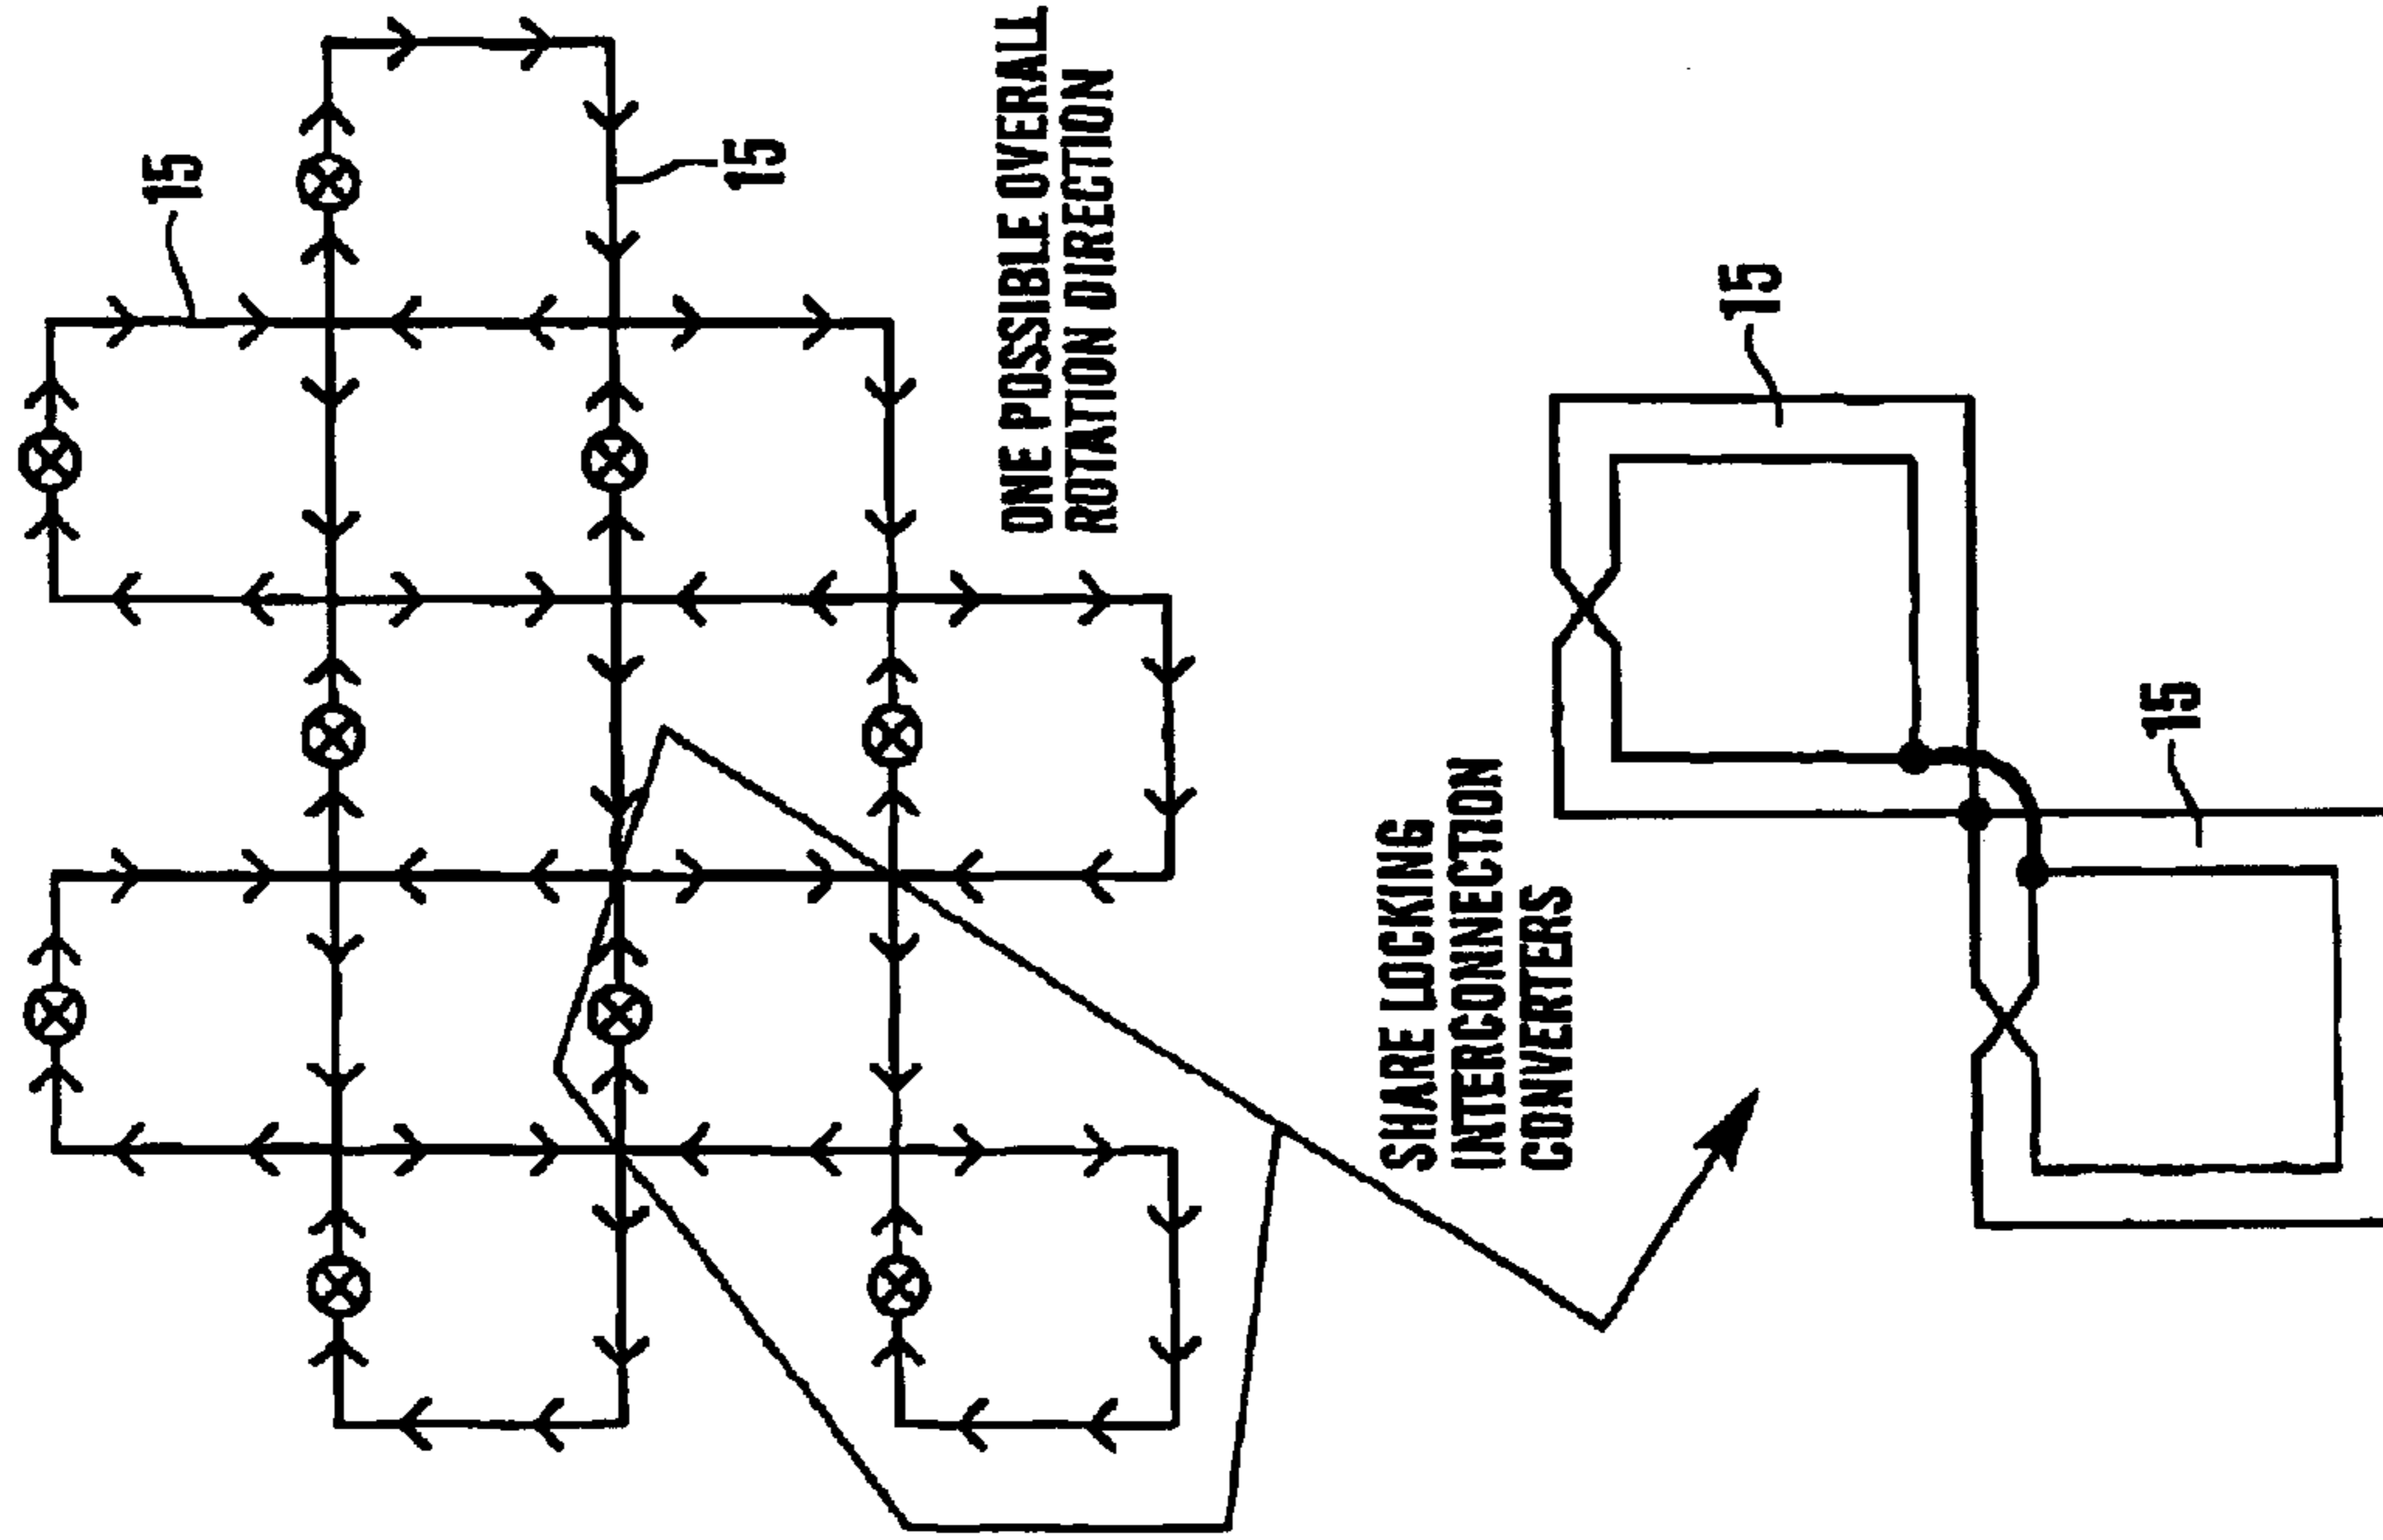 15
15
ONE POSSIBLE OVERALL
ROTATION DIRECTION
15
15
SHARE LOCKING
INTERCONNECTION
CONVERTERS